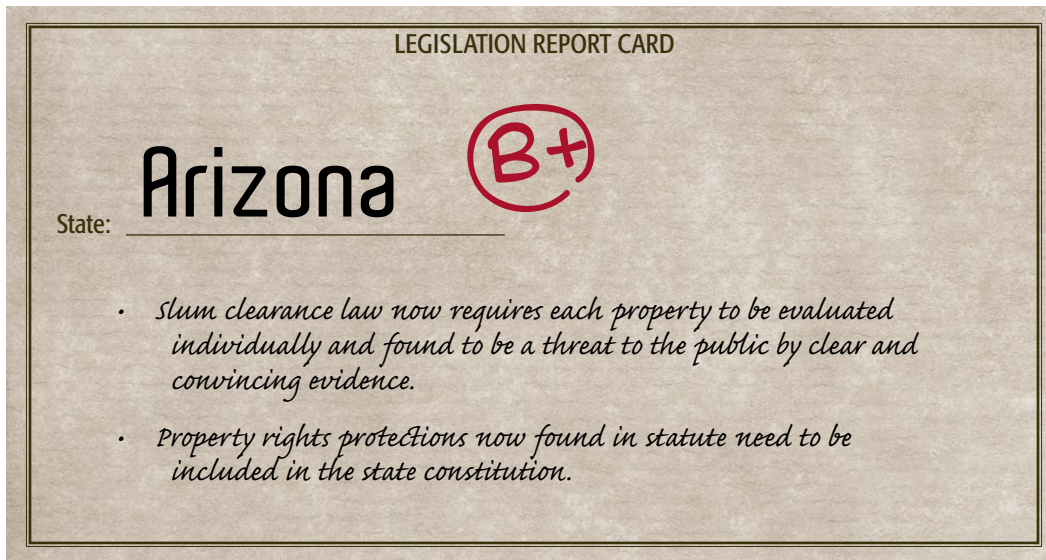 LEGISLATION REPORT CARD
B+
Arizona
State:
• Slum clearance law now requires each property to be evaluated
individually and found to be a threat to the public by clear and
convincing evidence.
• Property rights protections now found in statute need to be
included in the state constitution.